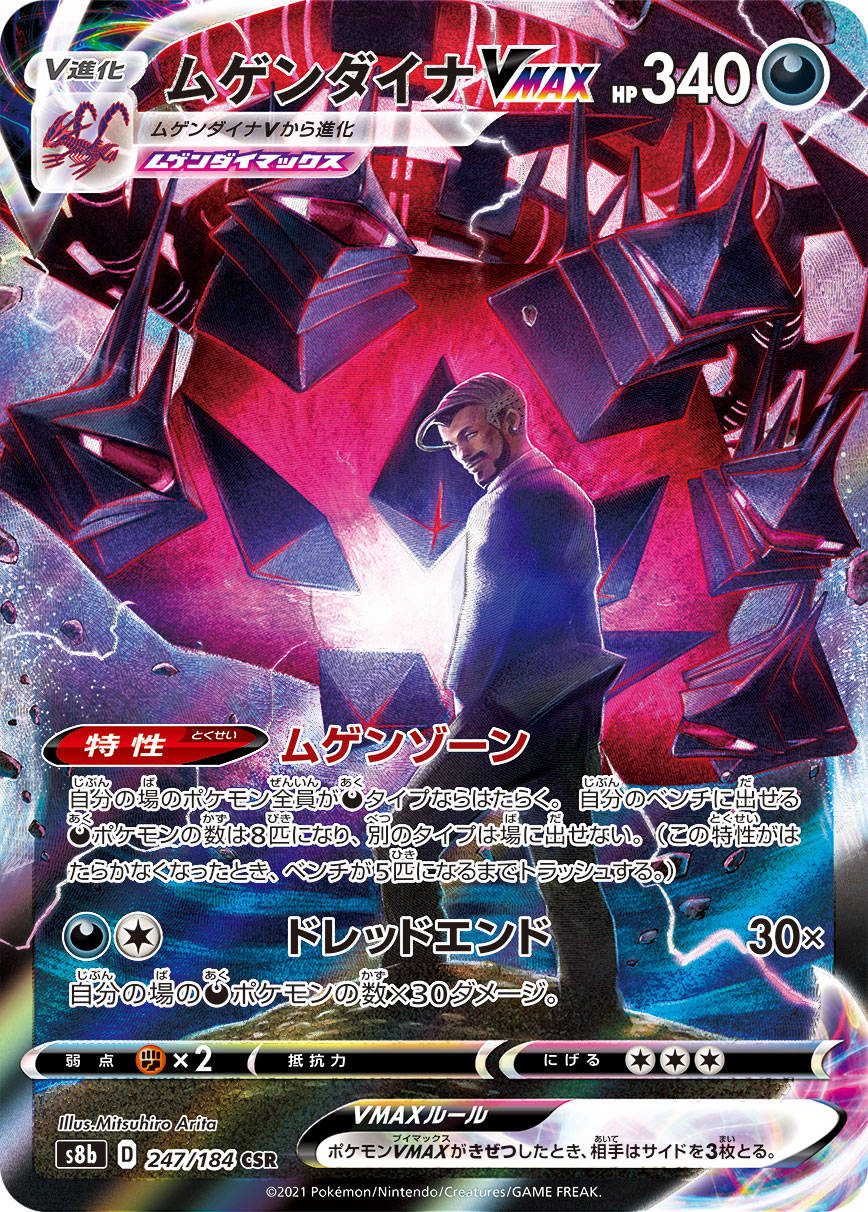 V進化
ムゲンダイナVMAX HP340
ムゲンダイナVから進化
ムゲンダイマックス
特性 とくせい ムゲンゾーン
自分の場のポケモン全員が悪タイプならはたらく。自分のベンチに出せる
悪ポケモンの数は8匹になり、別のタイプは場に出せない。(この特性がは
たらかなくなったとき、ベンチが5匹になるまでトラッシュする。)
ドレッドエンド 30×
自分の場の悪ポケモンの数×30ダメージ。
弱点 ×2 抵抗力 にげる
Illus.Mitsuhiro Arita
VMAXルール
ポケモンVMAXがきぜつしたとき、相手はサイドを3枚とる。
s8b D 247/184 CSR
©2021 Pokémon/Nintendo/Creatures/GAME FREAK.